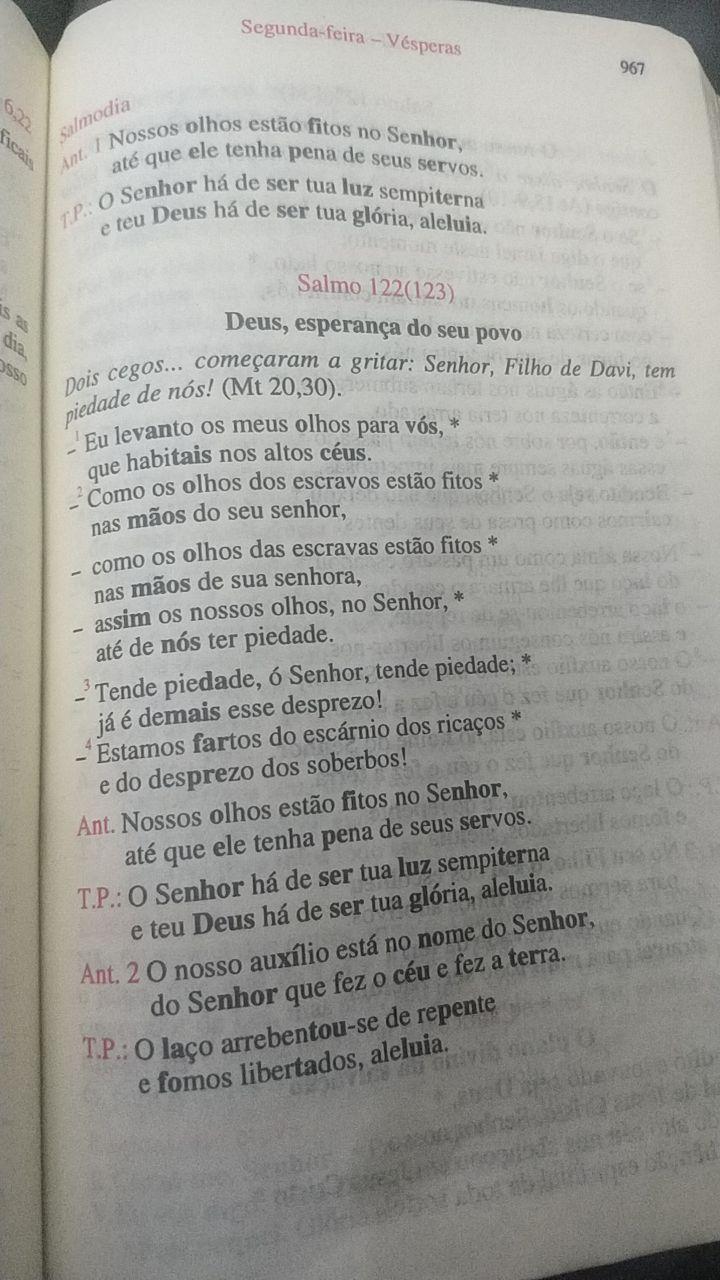 Segunda-feira – Vésperas
967
6,22
ficais
is as
dia,
osso
Salmodia
Ant. 1 Nossos olhos estão fitos no Senhor,
até que ele tenha pena de seus servos.
T.P.: O Senhor há de ser tua luz sempiterna
e teu Deus há de ser tua glória, aleluia.
Salmo 122(123)
Deus, esperança do seu povo
Dois cegos... começaram a gritar: Senhor, Filho de Davi, tem
piedade de nós! (Mt 20,30).
–¹ Eu levanto os meus olhos para vós, *
que habitais nos altos céus.
–² Como os olhos dos escravos estão fitos *
nas mãos do seu senhor,
– como os olhos das escravas estão fitos *
nas mãos de sua senhora,
– assim os nossos olhos, no Senhor, *
até de nós ter piedade.
–³ Tende piedade, ó Senhor, tende piedade; *
já é demais esse desprezo!
–⁴ Estamos fartos do escárnio dos ricaços *
e do desprezo dos soberbos!
Ant. Nossos olhos estão fitos no Senhor,
até que ele tenha pena de seus servos.
T.P.: O Senhor há de ser tua luz sempiterna
e teu Deus há de ser tua glória, aleluia.
Ant. 2 O nosso auxílio está no nome do Senhor,
do Senhor que fez o céu e fez a terra.
T.P.: O laço arrebentou-se de repente
e fomos libertados, aleluia.